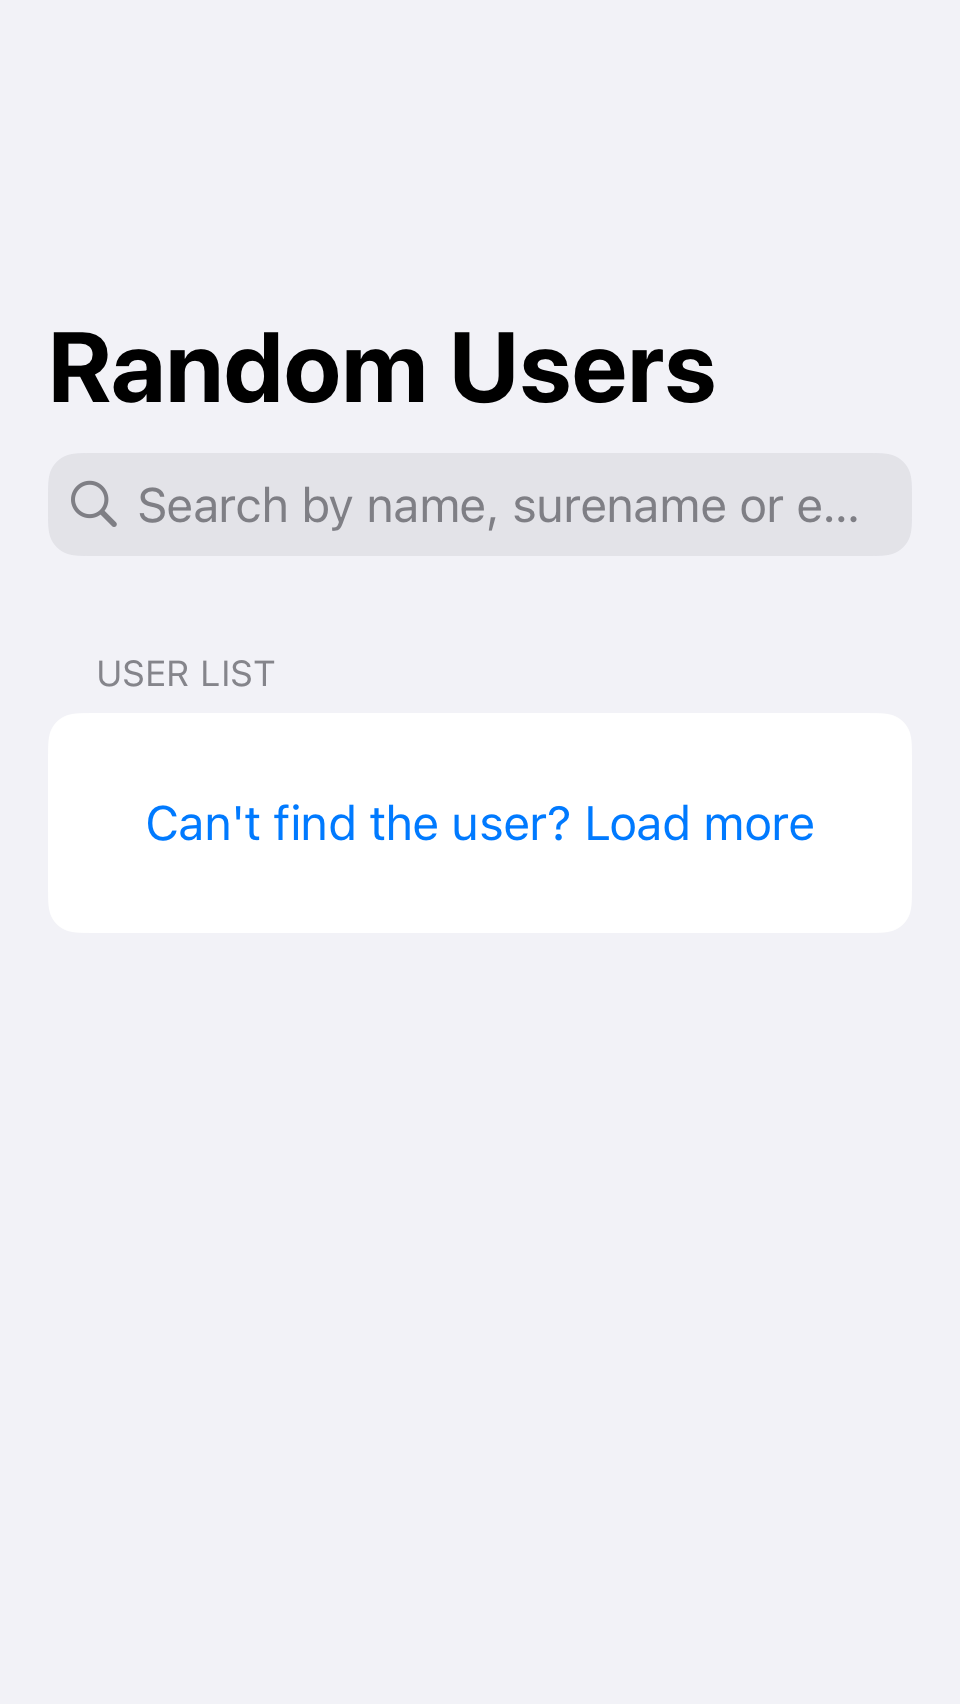 Random Users
Search by name, surename or e...
USER LIST
Can't find the user? Load more